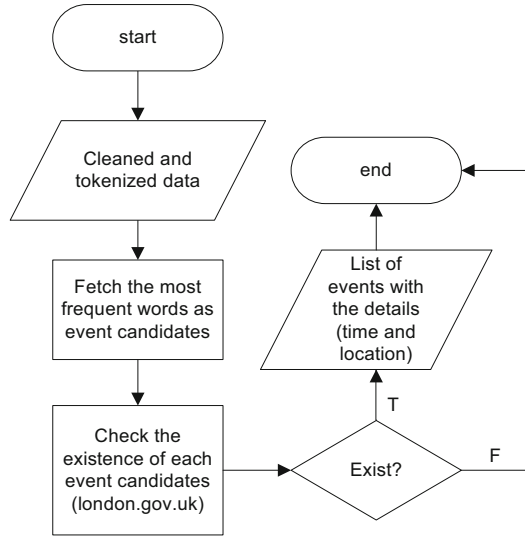 start
Cleaned and
tokenized data
Fetch the most
frequent words as
event candidates
Check the
existence of each
event candidates
(london.gov.uk)
Exist?
T
F
List of
events with
the details
(time and
location)
end